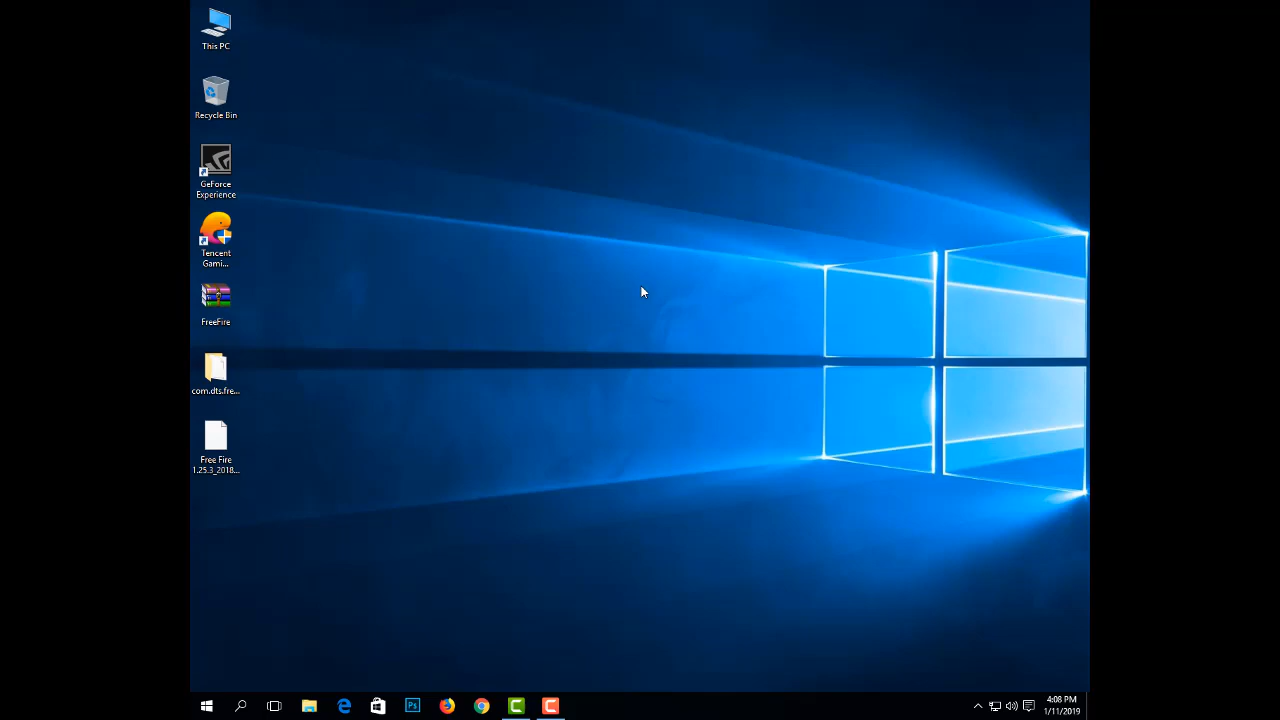 This PC
Recycle Bin
GeForce
Experience
Tencent
Gami...
FreeFire
com.dts.fre...
Free Fire
1.25.3_2018...
Ps
4:08 PM
1/11/2019